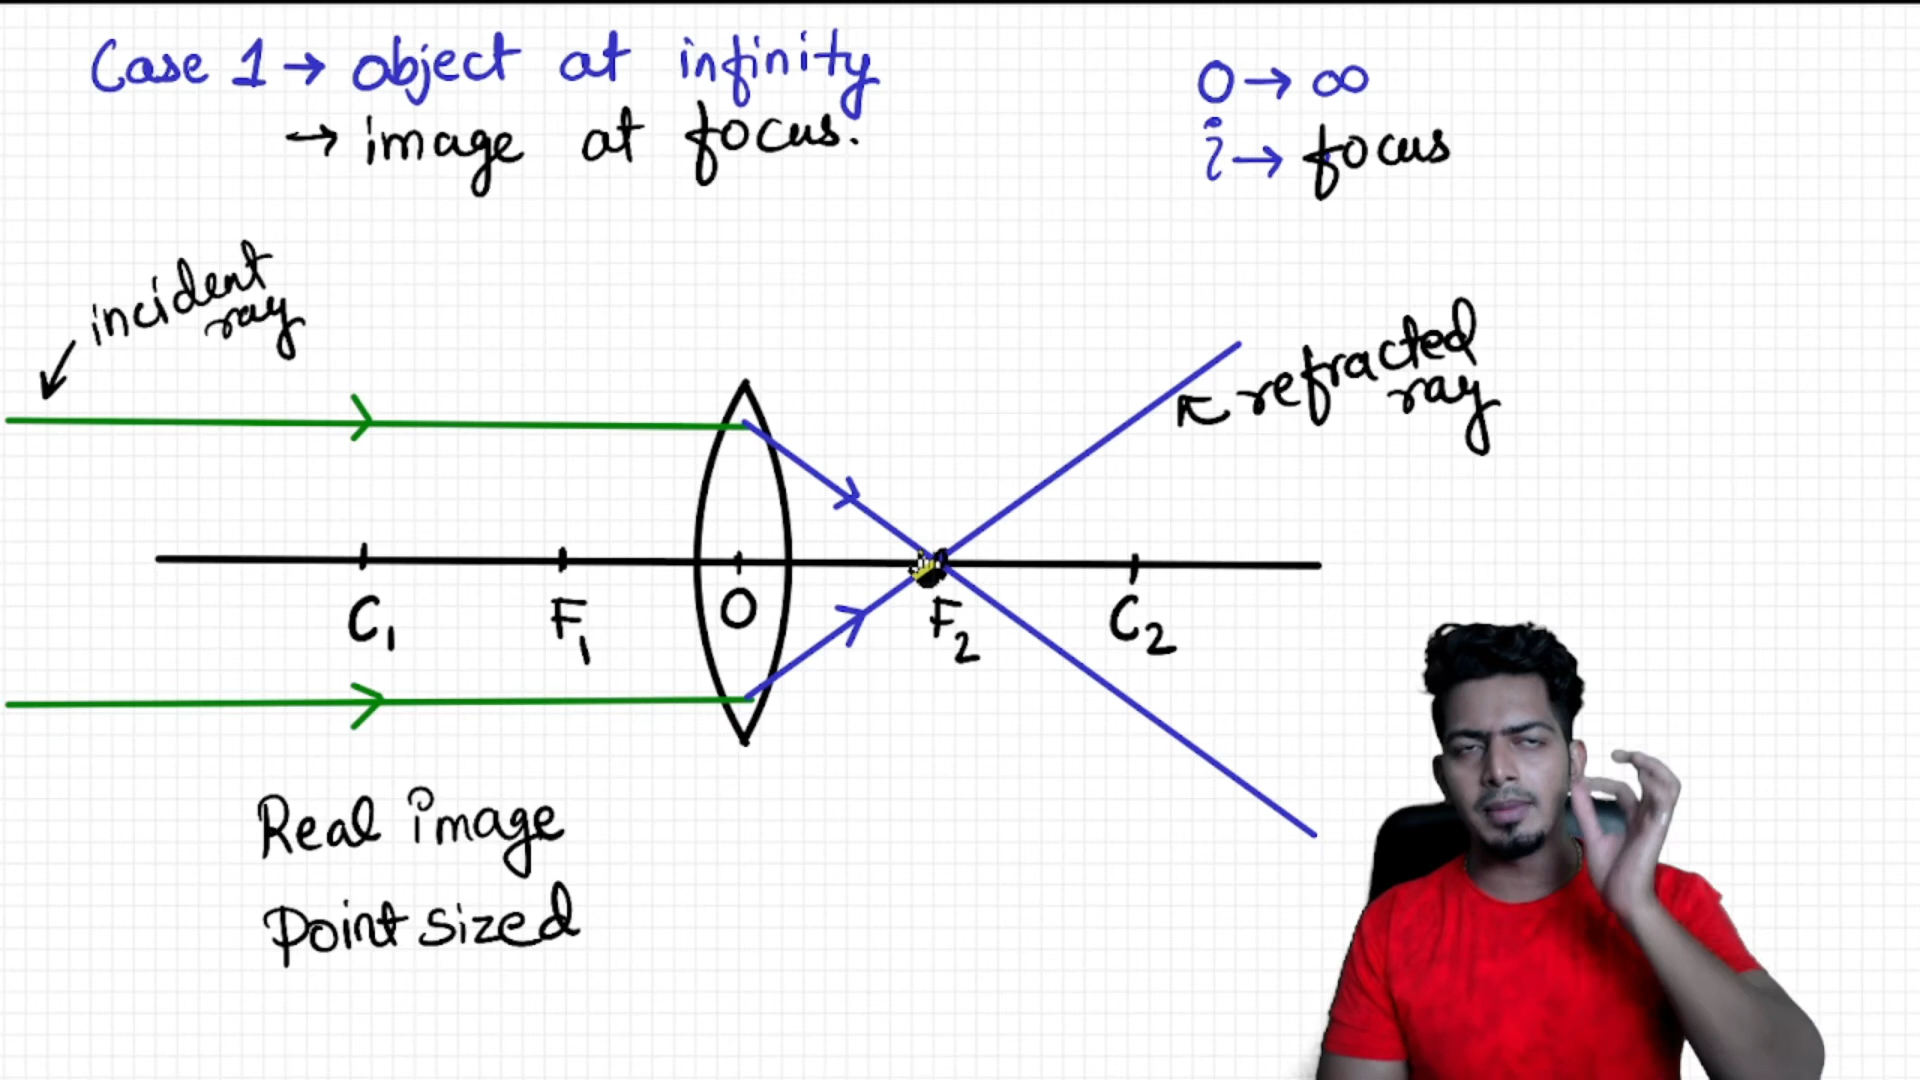 Case 1 → object at infinity
→ image at focus.
O → ∞
i → focus
incident
ray
refracted
ray
C₁ F₁ O F₂ C₂
Real image
Point sized